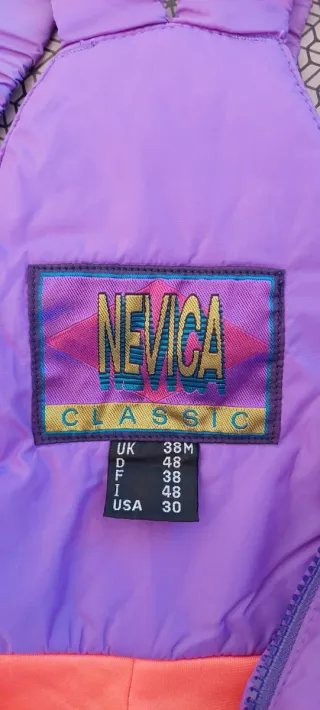 NEVICA
CLASSIC
UK 38M
D 48
F 38
I 48
USA 30